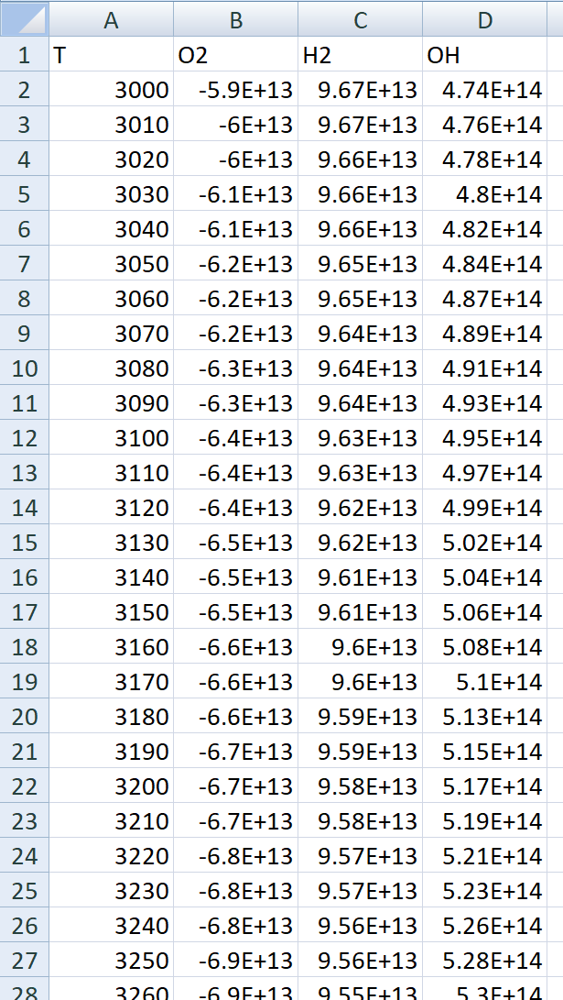 A B C D
1 T O2 H2 OH
2 3000 -5.9E+13 9.67E+13 4.74E+14
3 3010 -6E+13 9.67E+13 4.76E+14
4 3020 -6E+13 9.66E+13 4.78E+14
5 3030 -6.1E+13 9.66E+13 4.8E+14
6 3040 -6.1E+13 9.66E+13 4.82E+14
7 3050 -6.2E+13 9.65E+13 4.84E+14
8 3060 -6.2E+13 9.65E+13 4.87E+14
9 3070 -6.2E+13 9.64E+13 4.89E+14
10 3080 -6.3E+13 9.64E+13 4.91E+14
11 3090 -6.3E+13 9.64E+13 4.93E+14
12 3100 -6.4E+13 9.63E+13 4.95E+14
13 3110 -6.4E+13 9.63E+13 4.97E+14
14 3120 -6.4E+13 9.62E+13 4.99E+14
15 3130 -6.5E+13 9.62E+13 5.02E+14
16 3140 -6.5E+13 9.61E+13 5.04E+14
17 3150 -6.5E+13 9.61E+13 5.06E+14
18 3160 -6.6E+13 9.6E+13 5.08E+14
19 3170 -6.6E+13 9.6E+13 5.1E+14
20 3180 -6.6E+13 9.59E+13 5.13E+14
21 3190 -6.7E+13 9.59E+13 5.15E+14
22 3200 -6.7E+13 9.58E+13 5.17E+14
23 3210 -6.7E+13 9.58E+13 5.19E+14
24 3220 -6.8E+13 9.57E+13 5.21E+14
25 3230 -6.8E+13 9.57E+13 5.23E+14
26 3240 -6.8E+13 9.56E+13 5.26E+14
27 3250 -6.9E+13 9.56E+13 5.28E+14
28 3260 -6.9E+13 9.55E+13 5.3E+14